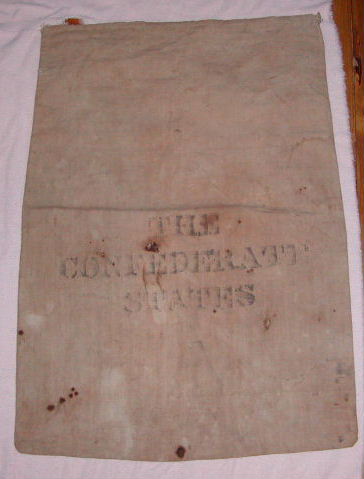 THE
CONFEDERATE
STATES